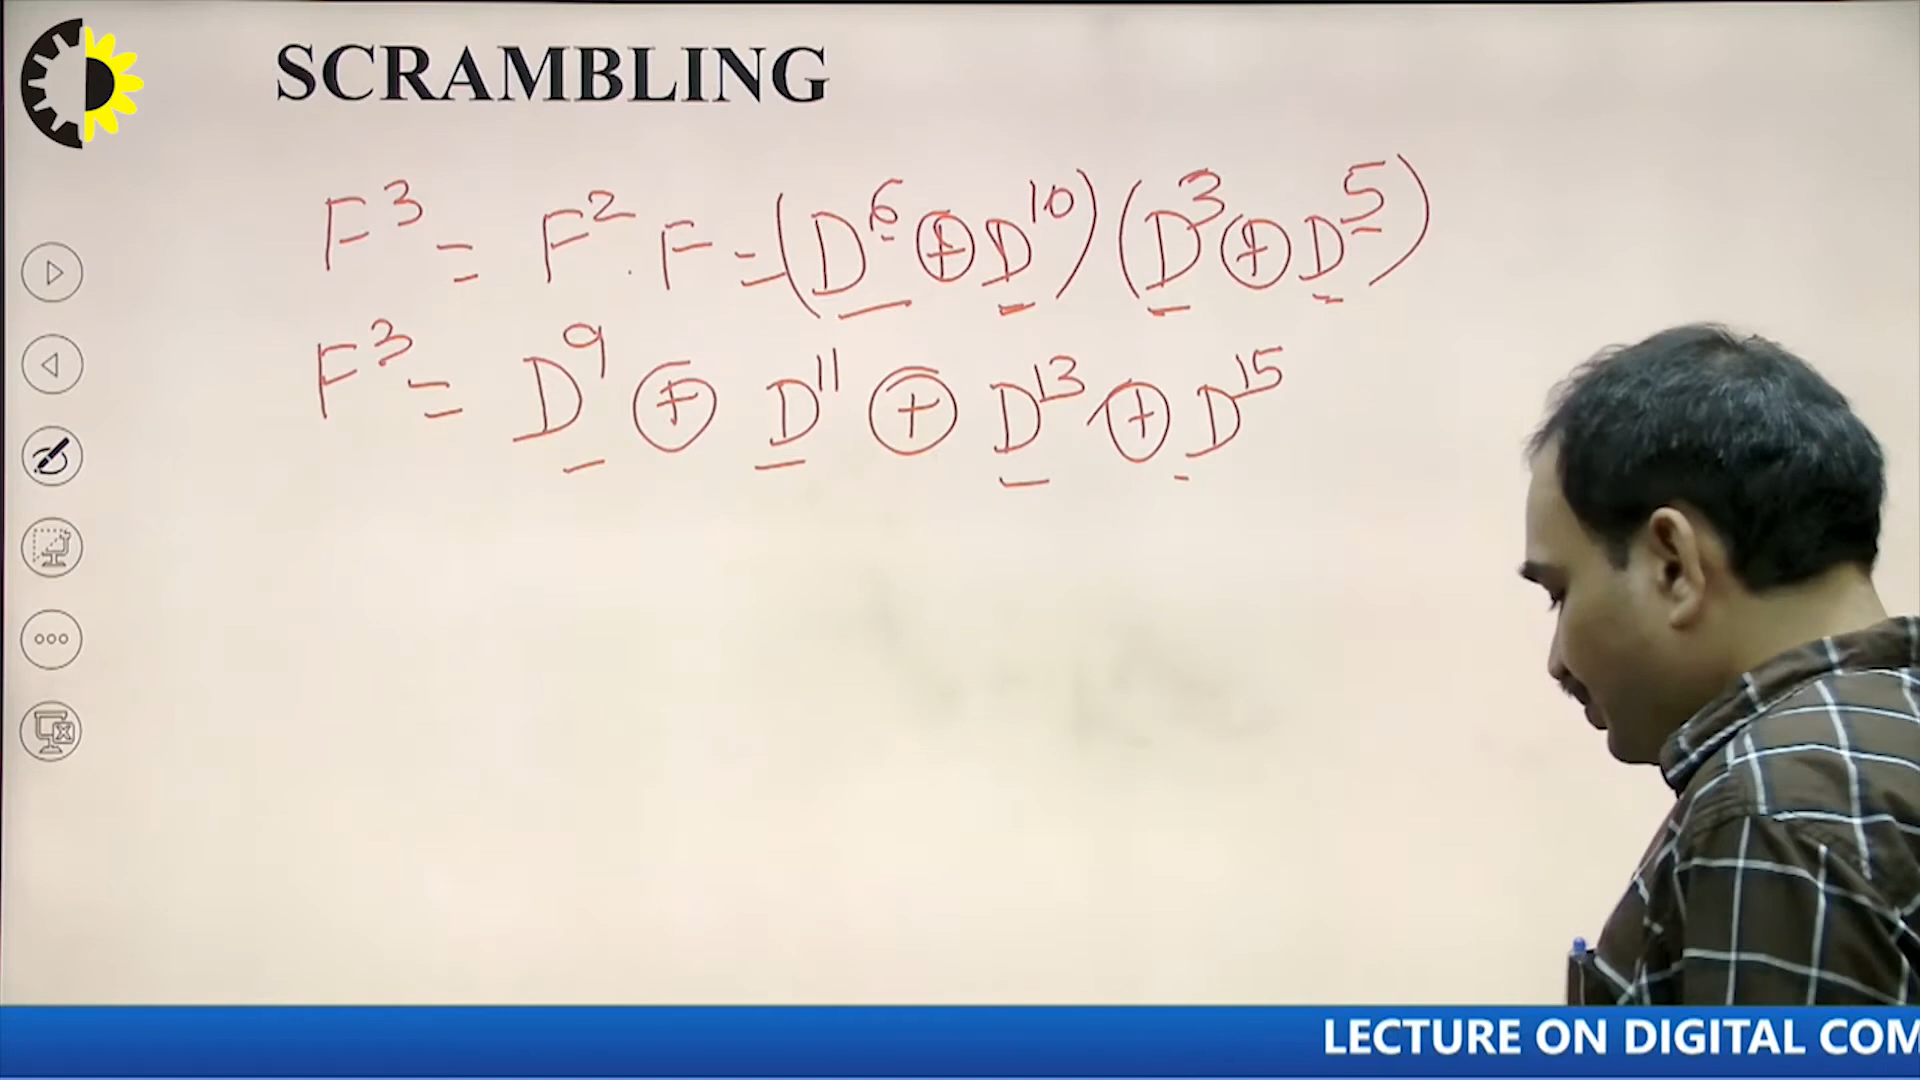 SCRAMBLING
F³ = F² . F = (D⁶ ⊕ D¹⁰) (D³ ⊕ D⁵)
F³ = D⁹ ⊕ D¹¹ ⊕ D¹³ ⊕ D¹⁵
LECTURE ON DIGITAL COM